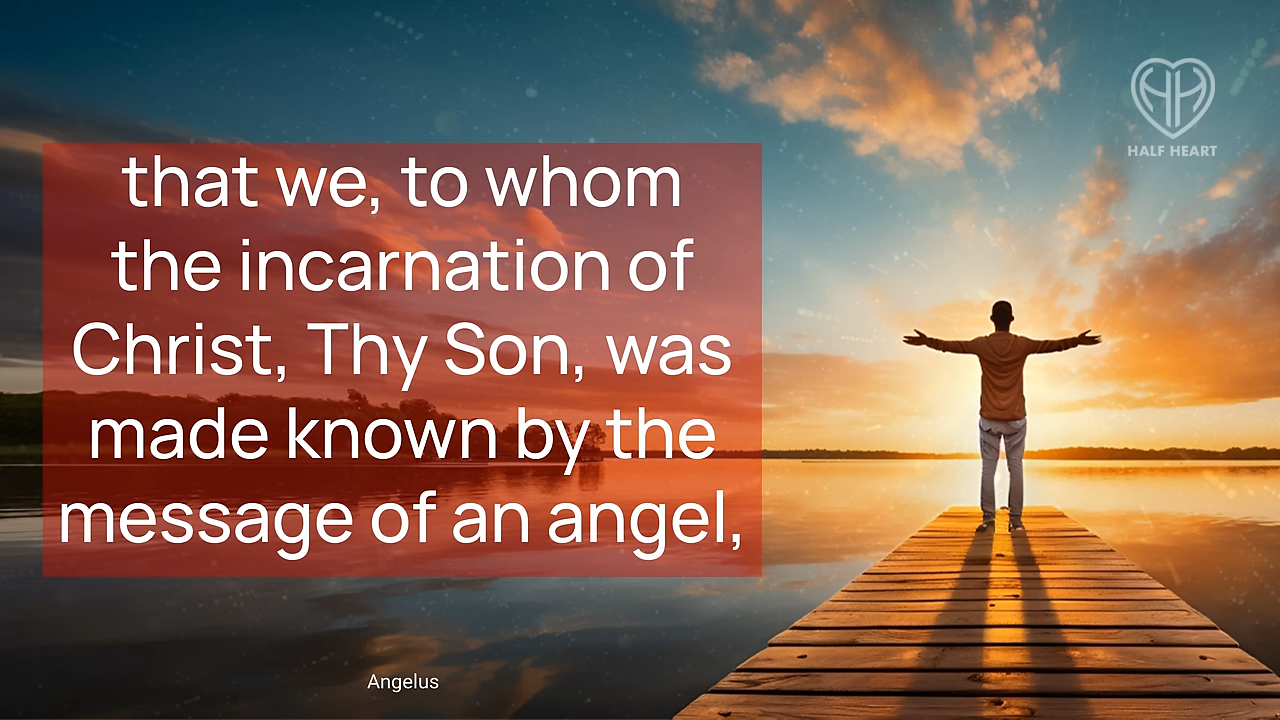 HALF HEART
that we, to whom
the incarnation of
Christ, Thy Son, was
made known by the
message of an angel,
Angelus